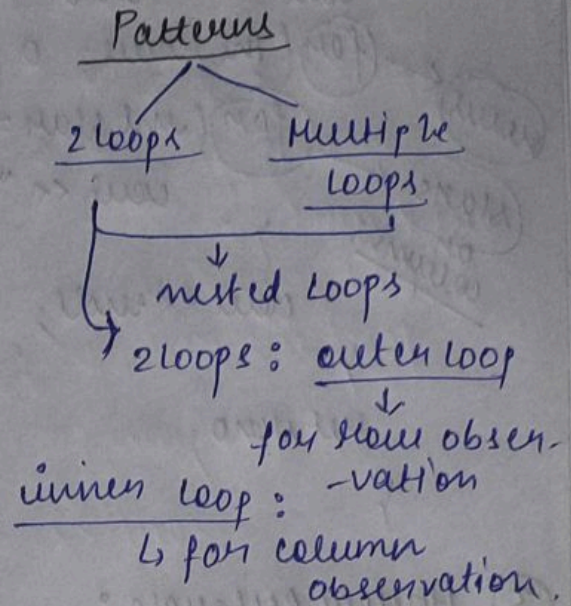 Patterns
2 Loops Multiple
Loops
nested Loops
2 Loops : outer loop
for row obser-
-vation
inner loop :
for column
observation.